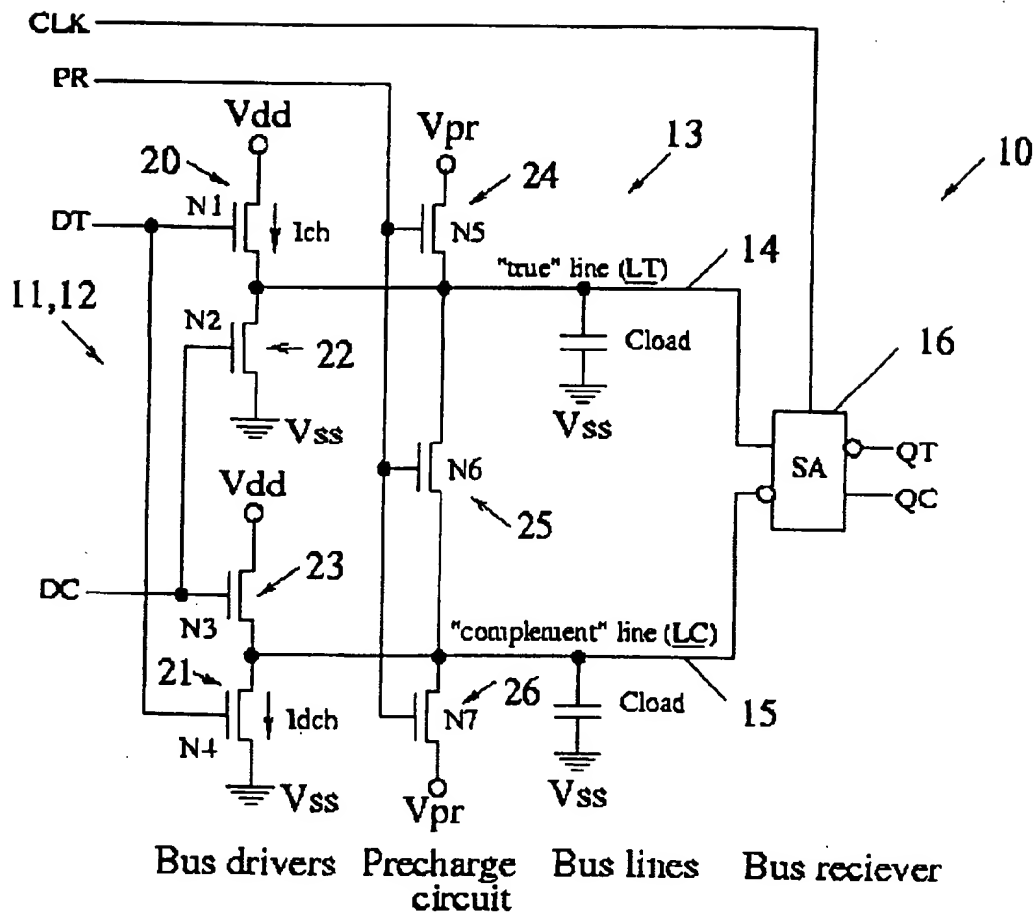 CLK
PR
Vdd
Vpr
13
10
20
24
DT
N1
Ich
N5
"true" line (LT)
14
11,12
N2
22
Cload
16
Vss
Vss
N6
SA
QT
QC
25
Vdd
23
DC
N3
"complement" line (LC)
21
26
N7
Cload
15
N4
Idch
Vss
Vpr
Vss
Bus drivers
Precharge
circuit
Bus lines
Bus reciever